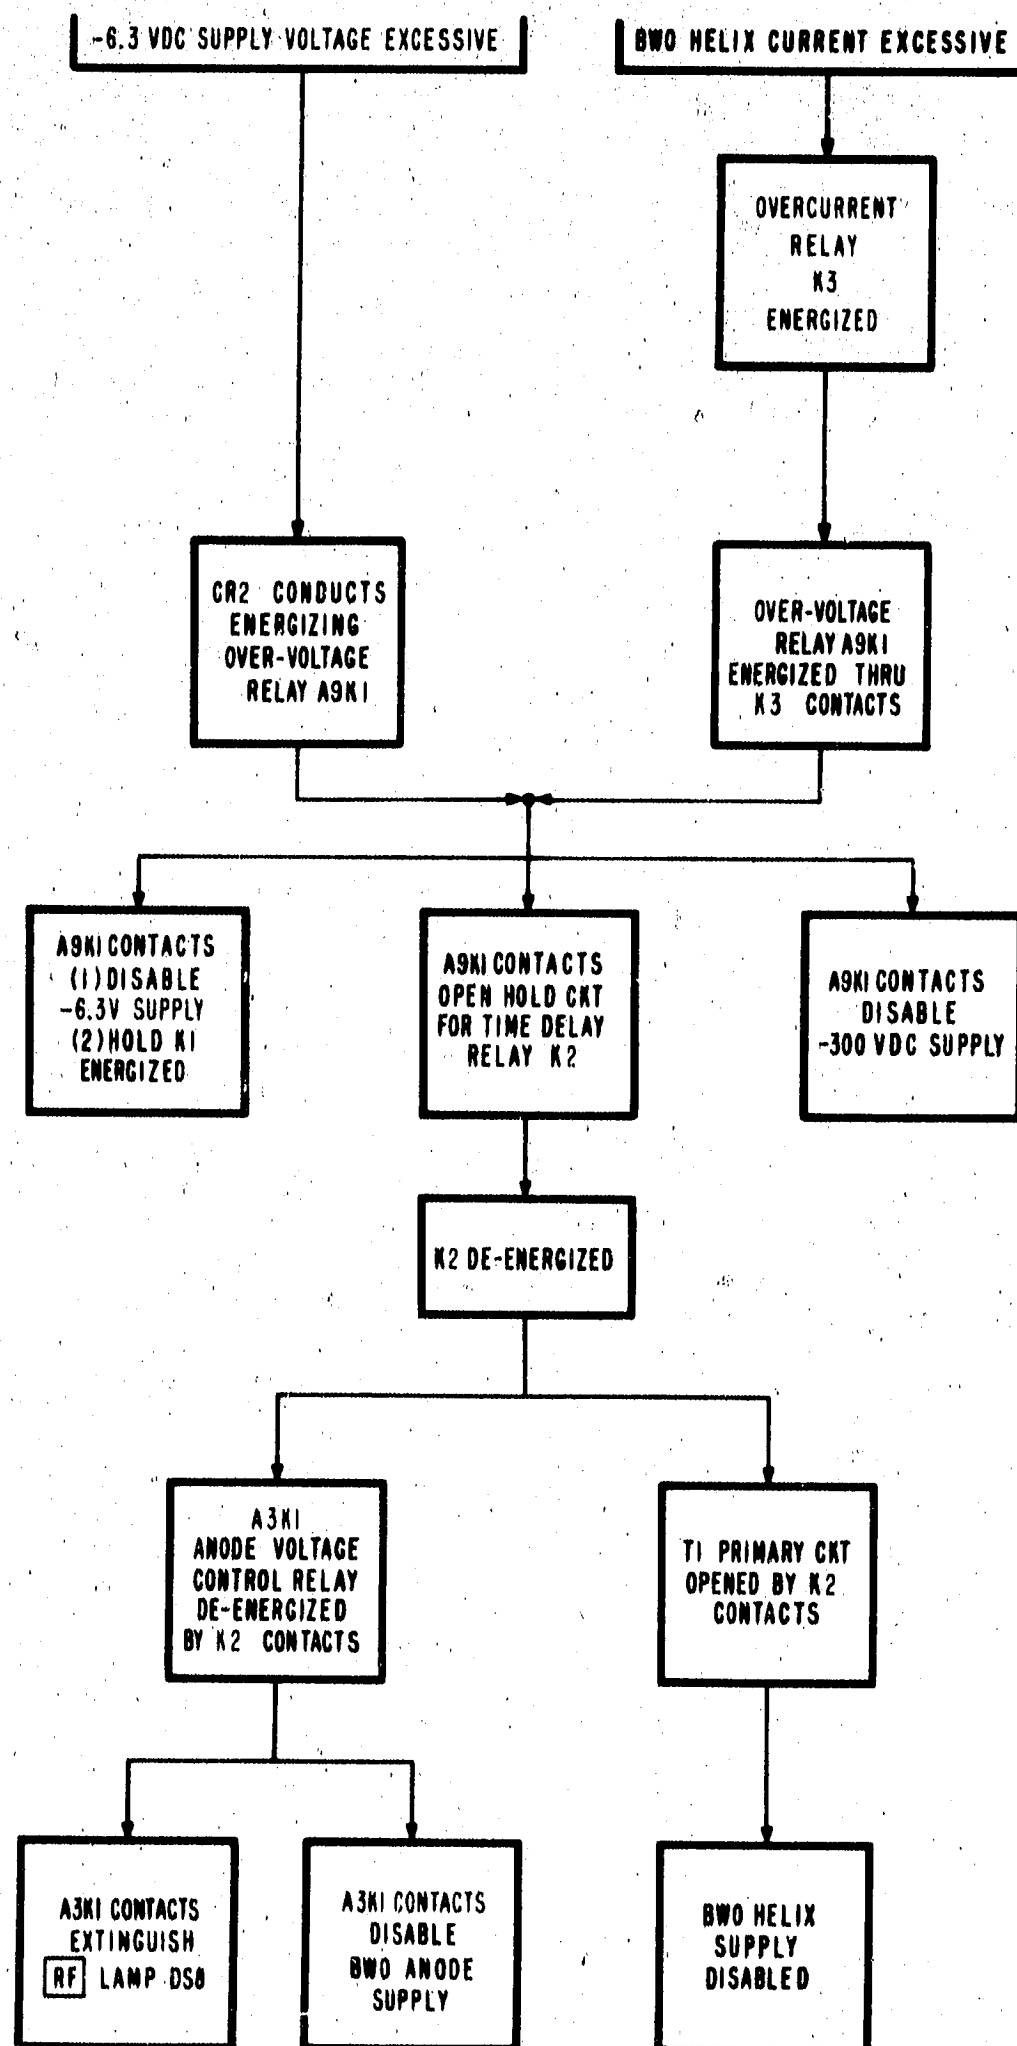 -6.3 VDC SUPPLY VOLTAGE EXCESSIVE
BWO HELIX CURRENT EXCESSIVE
OVERCURRENT
RELAY
K3
ENERGIZED
CR2 CONDUCTS
ENERGIZING
OVER-VOLTAGE
RELAY A9K1
OVER-VOLTAGE
RELAY A9K1
ENERGIZED THRU
K3 CONTACTS
A9K1 CONTACTS
(1) DISABLE
-6.3V SUPPLY
(2) HOLD K1
ENERGIZED
A9K1 CONTACTS
OPEN HOLD CKT
FOR TIME DELAY
RELAY K2
A9K1 CONTACTS
DISABLE
-300 VDC SUPPLY
K2 DE-ENERGIZED
A3K1
ANODE VOLTAGE
CONTROL RELAY
DE-ENERGIZED
BY K2 CONTACTS
T1 PRIMARY CKT
OPENED BY K2
CONTACTS
A3K1 CONTACTS
EXTINGUISH
RF LAMP DS8
A3K1 CONTACTS
DISABLE
BWO ANODE
SUPPLY
BWO HELIX
SUPPLY
DISABLED